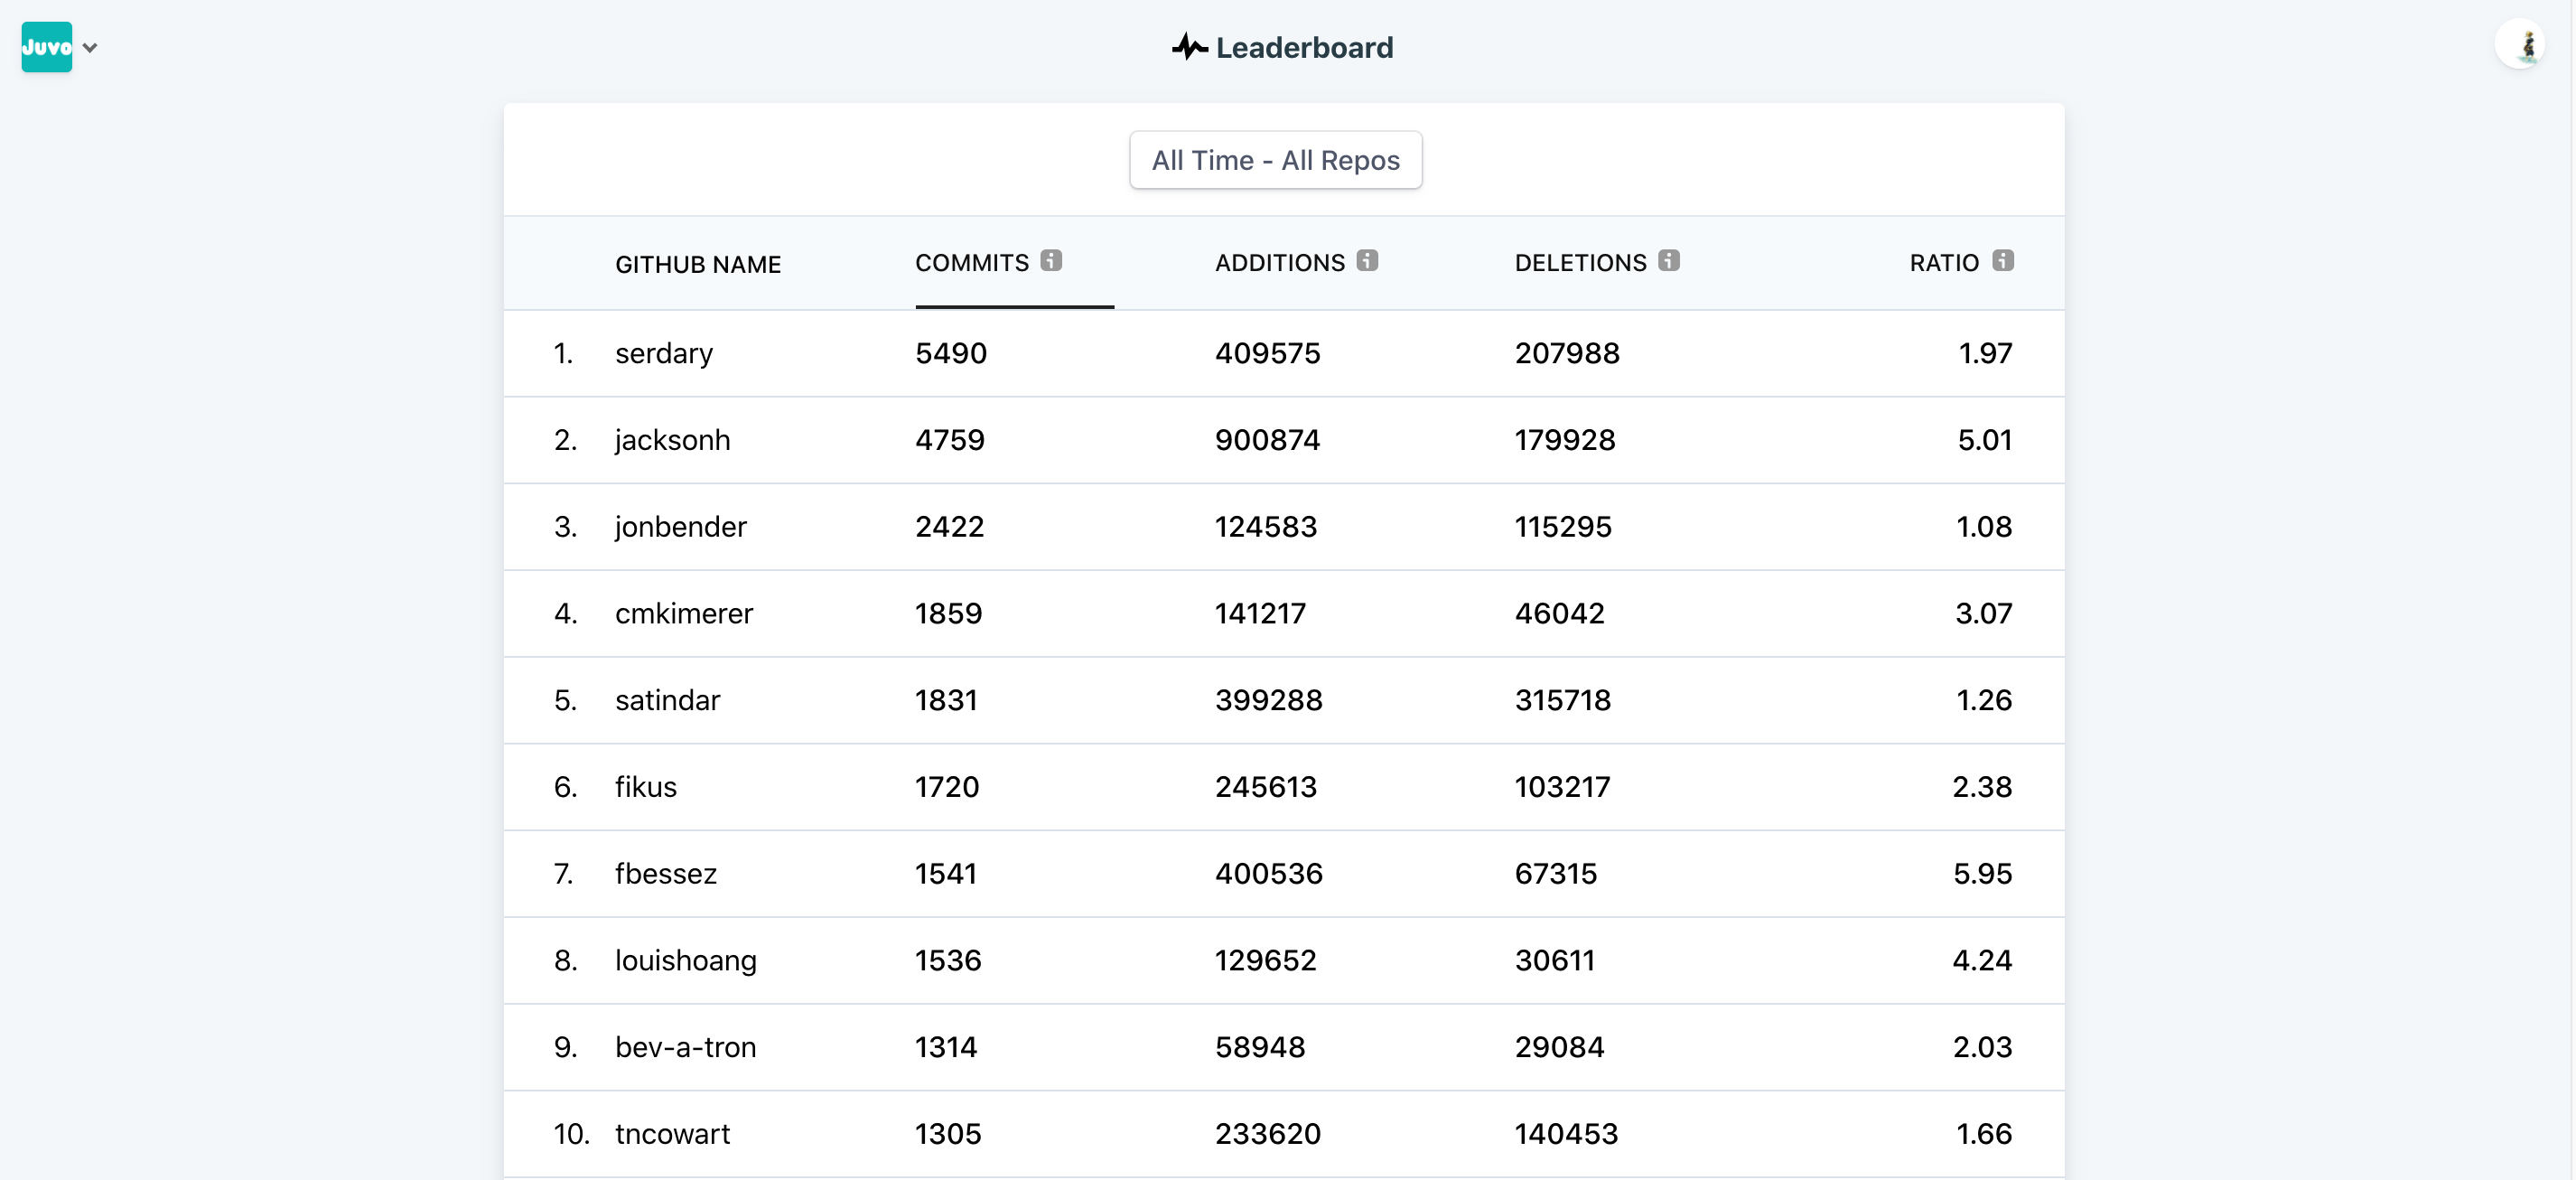 Juvo
Leaderboard
All Time - All Repos
GITHUB NAME COMMITS ADDITIONS DELETIONS RATIO
1. serdary 5490 409575 207988 1.97
2. jacksonh 4759 900874 179928 5.01
3. jonbender 2422 124583 115295 1.08
4. cmkimerer 1859 141217 46042 3.07
5. satindar 1831 399288 315718 1.26
6. fikus 1720 245613 103217 2.38
7. fbessez 1541 400536 67315 5.95
8. louishoang 1536 129652 30611 4.24
9. bev-a-tron 1314 58948 29084 2.03
10. tncowart 1305 233620 140453 1.66